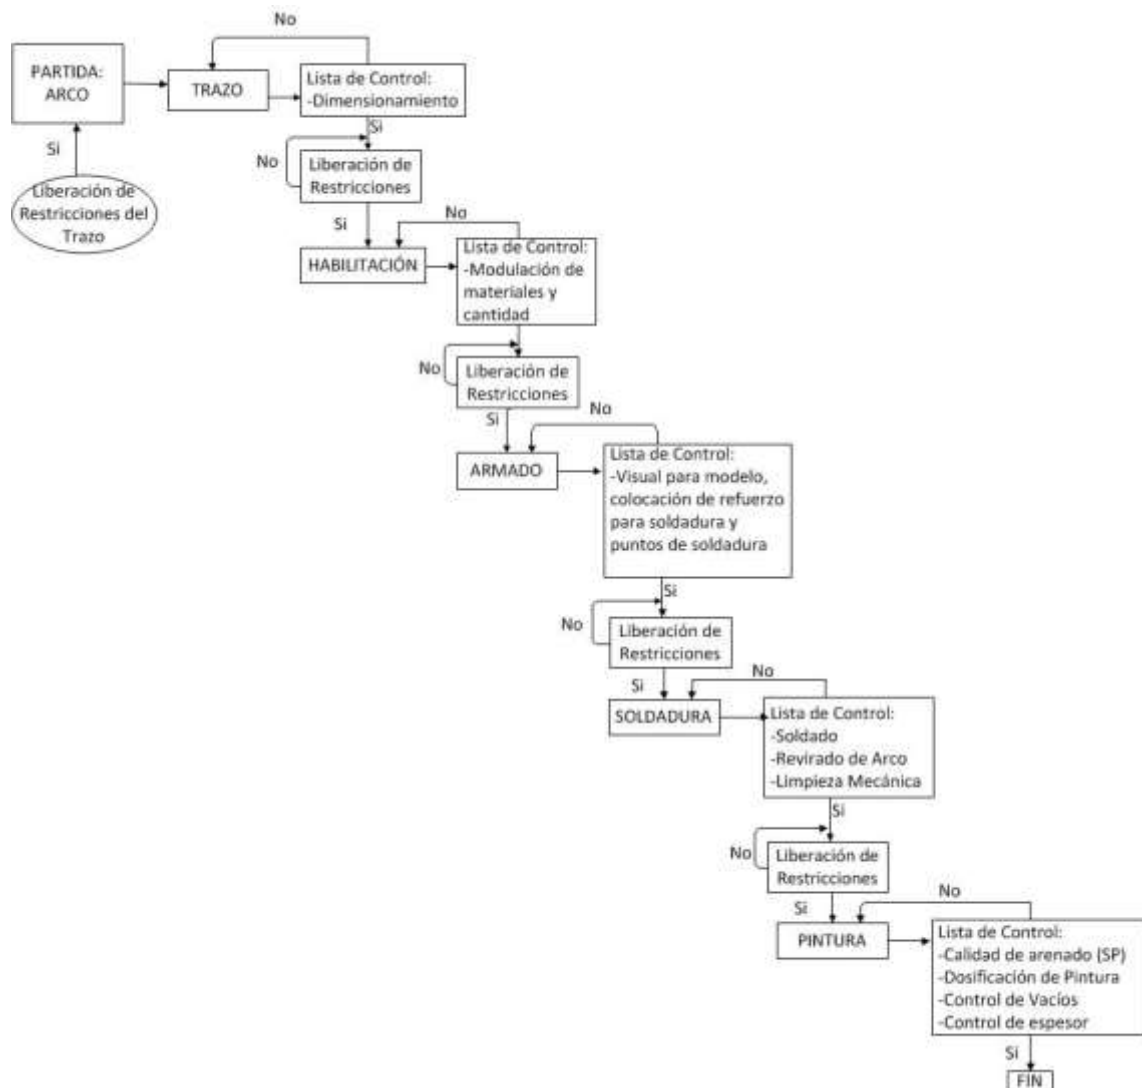 No
PARTIDA:
ARCO
TRAZO
Lista de Control:
-Dimensionamiento
Si
Si
No
Liberación de
Restricciones
Liberación de
Restricciones del
Trazo
Si
No
HABILITACIÓN
Lista de Control:
-Modulación de
materiales y
cantidad
No
Liberación de
Restricciones
Si
No
ARMADO
Lista de Control:
-Visual para modelo,
colocación de refuerzo
para soldadura y
puntos de soldadura
Si
No
Liberación de
Restricciones
Si
No
SOLDADURA
Lista de Control:
-Soldado
-Revirado de Arco
-Limpieza Mecánica
Si
No
Liberación de
Restricciones
Si
No
PINTURA
Lista de Control:
-Calidad de arenado (SP)
-Dosificación de Pintura
-Control de Vacíos
-Control de espesor
Si
FIN